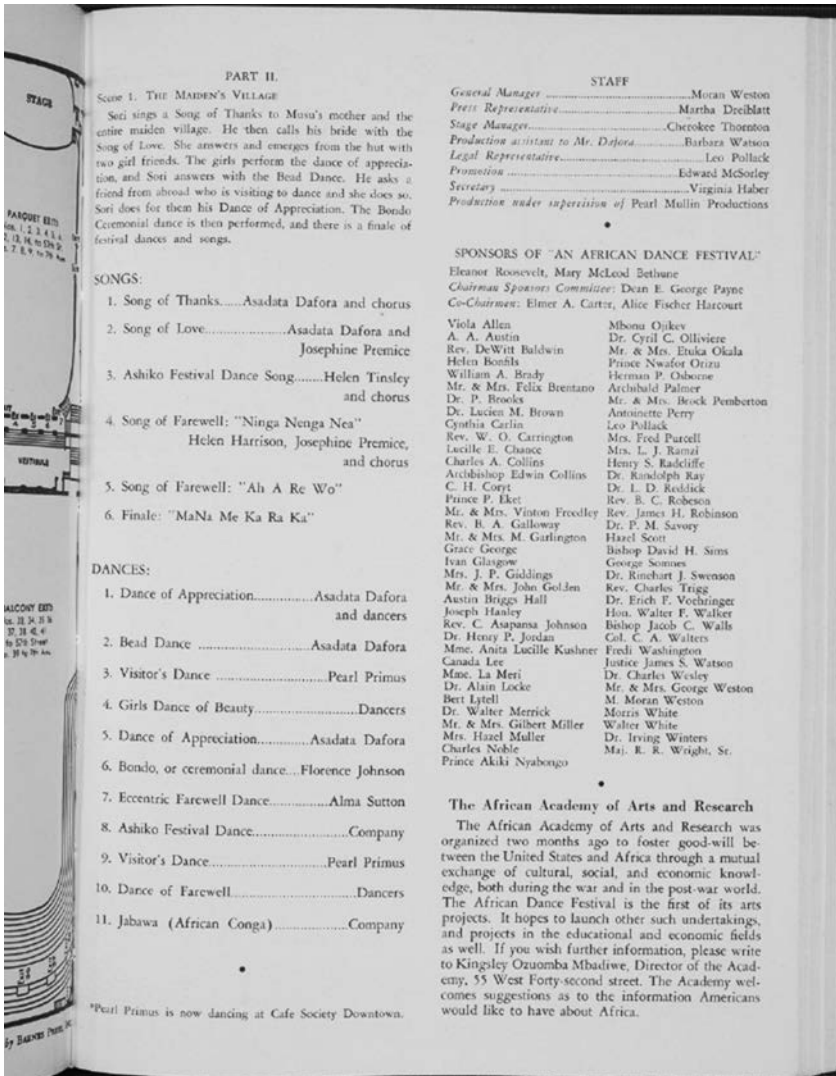 STAGE
PARQUET EXITS
VESTIBULE
BALCONY EXITS
37, 38, 40, 41
to 57th Street
by BARNES PRESS, INC.
PART II.
Scene 1. THE MAIDEN'S VILLAGE
Sori sings a Song of Thanks to Musu's mother and the
entire maiden village. He then calls his bride with the
Song of Love. She answers and emerges from the hut with
two girl friends. The girls perform the dance of apprecia-
tion, and Sori answers with the Bead Dance. He asks a
friend from abroad who is visiting to dance and she does so.
Sori does for them his Dance of Appreciation. The Bondo
Ceremonial dance is then performed, and there is a finale of
festival dances and songs.
SONGS:
1. Song of Thanks......Asadata Dafora and chorus
2. Song of Love.....................Asadata Dafora and
Josephine Premice
3. Ashiko Festival Dance Song........Helen Tinsley
and chorus
4. Song of Farewell: "Ninga Nenga Nea"
Helen Harrison, Josephine Premice,
and chorus
5. Song of Farewell: "Ah A Re Wo"
6. Finale: "MaNa Me Ka Ra Ka"
DANCES:
1. Dance of Appreciation..............Asadata Dafora
and dancers
2. Bead Dance .............................Asadata Dafora
3. Visitor's Dance ............................Pearl Primus
4. Girls Dance of Beauty.........................Dancers
5. Dance of Appreciation..............Asadata Dafora
6. Bondo, or ceremonial dance....Florence Johnson
7. Eccentric Farewell Dance..................Alma Sutton
8. Ashiko Festival Dance........................Company
9. Visitor's Dance............................Pearl Primus
10. Dance of Farewell...............................Dancers
11. Jabawa (African Conga)..................Company
*Pearl Primus is now dancing at Cafe Society Downtown.
STAFF
General Manager ....................................Moran Weston
Press Representative..............................Martha Dreiblatt
Stage Manager..................................Cherokee Thornton
Production assistant to Mr. Dafora............Barbara Watson
Legal Representative....................................Leo Pollack
Promotion ...........................................Edward McSorley
Secretary ...............................................Virginia Haber
Production under supervision of Pearl Mullin Productions
SPONSORS OF "AN AFRICAN DANCE FESTIVAL"
Eleanor Roosevelt, Mary McLeod Bethune
Chairman Sponsors Committee: Dean E. George Payne
Co-Chairmen: Elmer A. Carter, Alice Fischer Harcourt
Viola Allen
A. A. Austin
Rev. DeWitt Baldwin
Helen Bonfils
William A. Brady
Mr. & Mrs. Felix Brentano
Dr. P. Brooks
Dr. Lucien M. Brown
Cynthia Carlin
Rev. W. O. Carrington
Lucille E. Chance
Charles A. Collins
Archbishop Edwin Collins
C. H. Coryt
Prince P. Eket
Mr. & Mrs. Vinton Freedley
Rev. B. A. Galloway
Mr. & Mrs. M. Garlington
Grace George
Ivan Glasgow
Mrs. J. P. Giddings
Mr. & Mrs. John Golden
Austin Briggs Hall
Joseph Hanley
Rev. C. Asapansa Johnson
Dr. Henry P. Jordan
Mme. Anita Lucille Kushner
Canada Lee
Mme. La Meri
Dr. Alain Locke
Bert Lytell
Dr. Walter Merrick
Mr. & Mrs. Gilbert Miller
Mrs. Hazel Muller
Charles Noble
Prince Akiki Nyabongo
Mbonu Ojikev
Dr. Cyril C. Olliviere
Mr. & Mrs. Etuka Okala
Prince Nwafor Orizu
Herman P. Osborne
Archibald Palmer
Mr. & Mrs. Brock Pemberton
Antoinette Perry
Leo Pollack
Mrs. Fred Purcell
Mrs. L. J. Ramzi
Henry S. Radcliffe
Dr. Randolph Ray
Dr. L. D. Reddick
Rev. B. C. Robeson
Rev. James H. Robinson
Dr. P. M. Savory
Hazel Scott
Bishop David H. Sims
George Somnes
Dr. Rinehart J. Swenson
Rev. Charles Trigg
Dr. Erich F. Voehringer
Hon. Walter F. Walker
Bishop Jacob C. Walls
Col. C. A. Walters
Fredi Washington
Justice James S. Watson
Dr. Charles Wesley
Mr. & Mrs. George Weston
M. Moran Weston
Morris White
Walter White
Dr. Irving Winters
Maj. R. R. Wright, Sr.
The African Academy of Arts and Research
The African Academy of Arts and Research was
organized two months ago to foster good-will be-
tween the United States and Africa through a mutual
exchange of cultural, social, and economic knowl-
edge, both during the war and in the post-war world.
The African Dance Festival is the first of its arts
projects. It hopes to launch other such undertakings,
and projects in the educational and economic fields
as well. If you wish further information, please write
to Kingsley Ozuomba Mbadiwe, Director of the Acad-
emy, 55 West Forty-second street. The Academy wel-
comes suggestions as to the information Americans
would like to have about Africa.